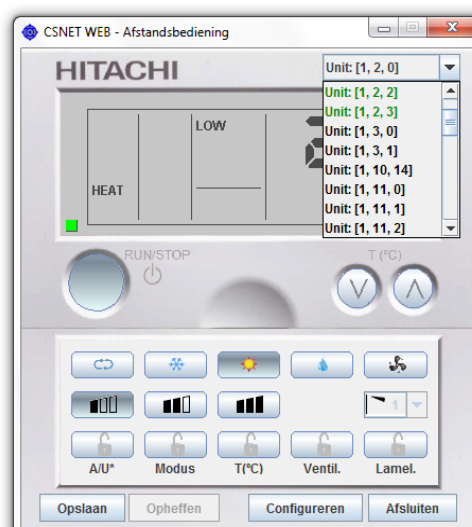 CSNET WEB - Afstandsbediening
HITACHI
Unit: [1, 2, 0]
Unit: [1, 2, 2]
Unit: [1, 2, 3]
Unit: [1, 3, 0]
Unit: [1, 3, 1]
Unit: [1, 10, 14]
Unit: [1, 11, 0]
Unit: [1, 11, 1]
Unit: [1, 11, 2]
LOW
HEAT
RUN/STOP
T (ºC)
1
A/U* Modus T(ºC) Ventil. Lamel.
Opslaan Opheffen Configureren Afsluiten